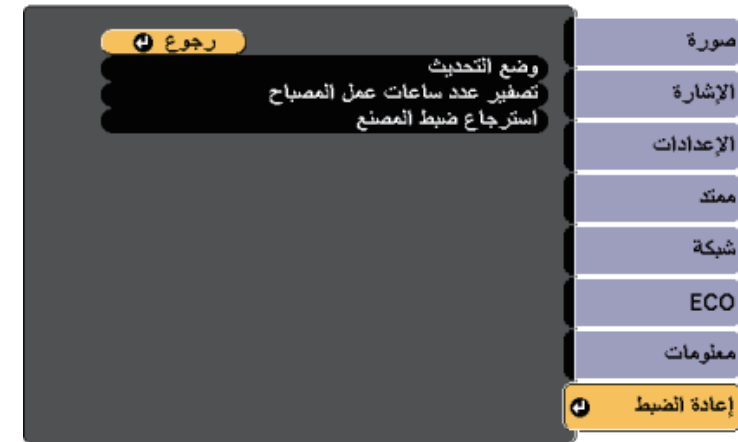 صورة
الإشارة
الإعدادات
ممتد
شبكة
ECO
معلومات
إعادة الضبط
رجوع
وضع التحديث
تصفير عدد ساعات عمل المصباح
استرجاع ضبط المصنع